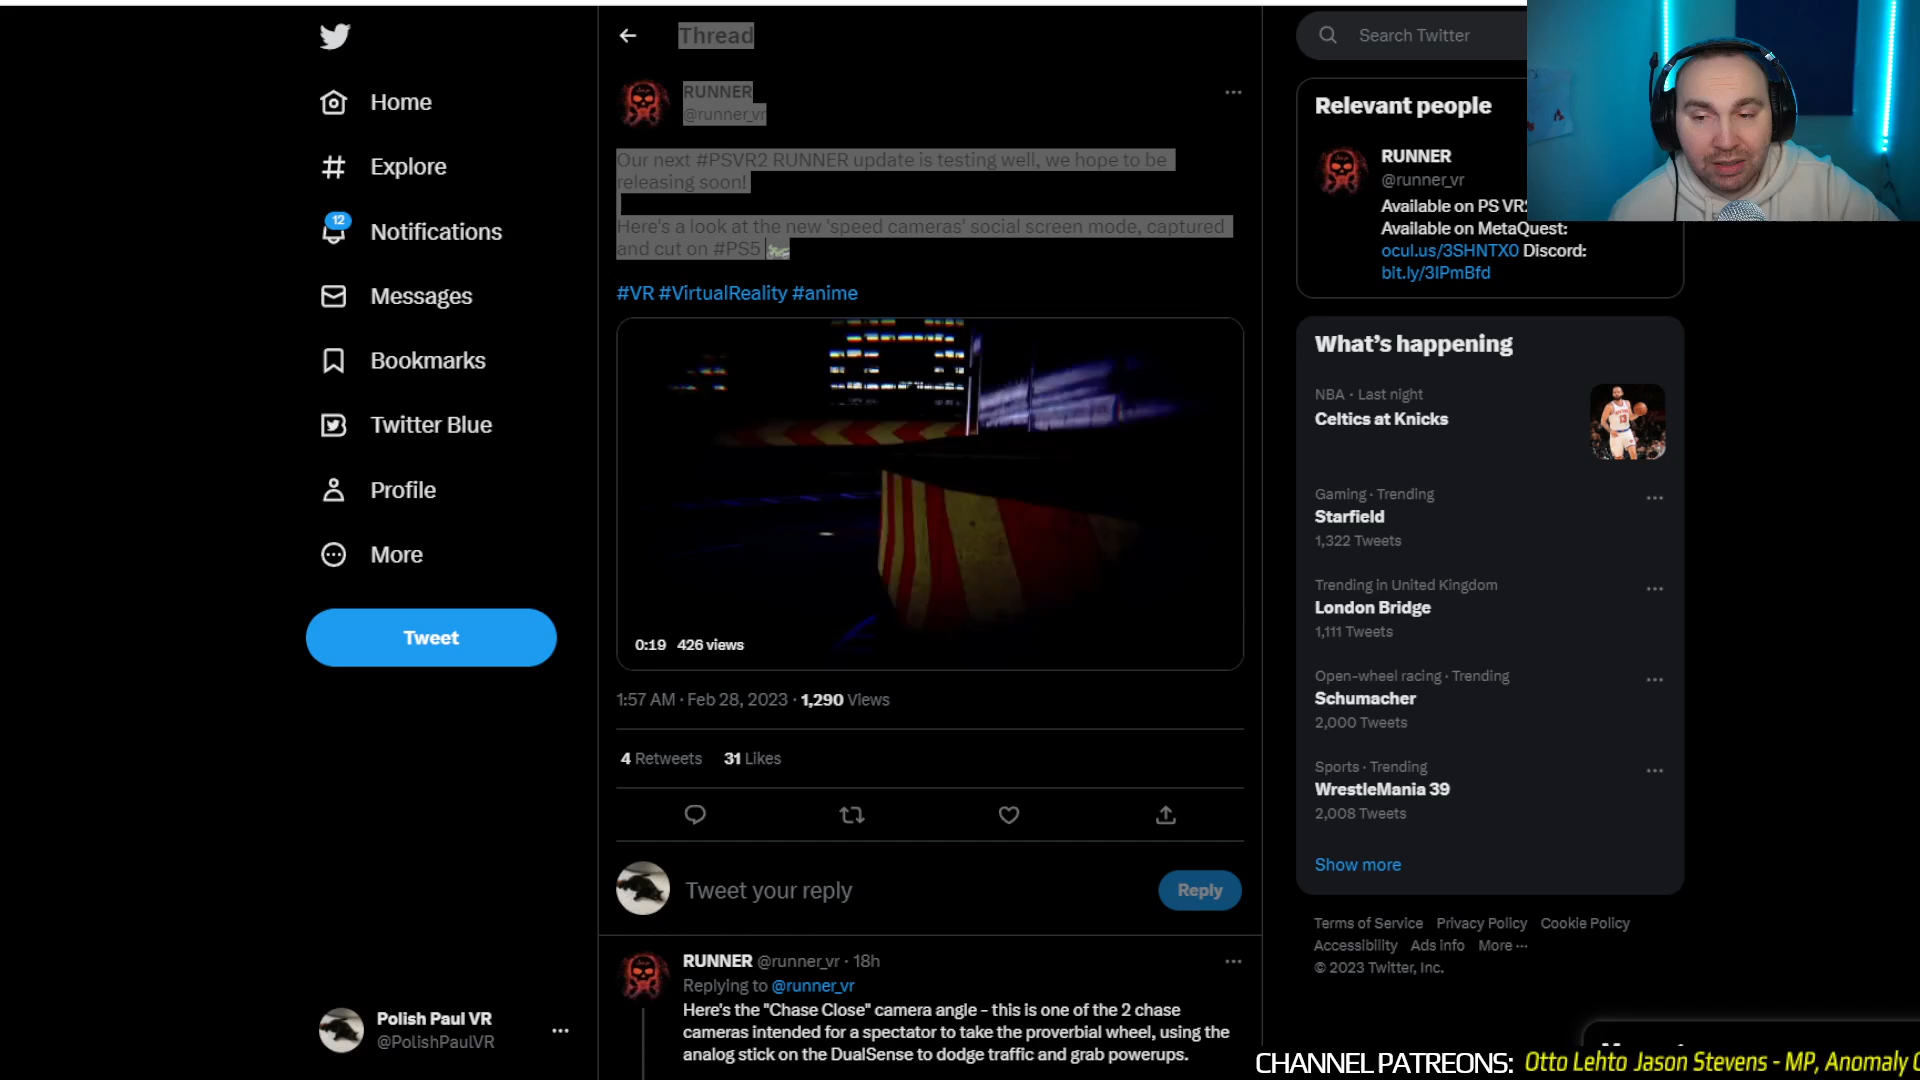 Thread
Search Twitter
Home
Explore
12
Notifications
Messages
Bookmarks
Twitter Blue
Profile
More
Tweet
Polish Paul VR
@PolishPaulVR
RUNNER
@runner_vr
Our next #PSVR2 RUNNER update is testing well, we hope to be
releasing soon!
Here's a look at the new 'speed cameras' social screen mode, captured
and cut on #PS5
#VR #VirtualReality #anime
0:19 426 views
1:57 AM · Feb 28, 2023 · 1,290 Views
4 Retweets 31 Likes
Tweet your reply
Reply
RUNNER @runner_vr · 18h
Replying to @runner_vr
Here's the "Chase Close" camera angle - this is one of the 2 chase
cameras intended for a spectator to take the proverbial wheel, using the
analog stick on the DualSense to dodge traffic and grab powerups.
Relevant people
RUNNER
@runner_vr
Available on PS VR2
Available on MetaQuest:
ocul.us/3SHNTX0 Discord:
bit.ly/3IPmBfd
What's happening
NBA · Last night
Celtics at Knicks
Gaming · Trending
Starfield
1,322 Tweets
Trending in United Kingdom
London Bridge
1,111 Tweets
Open-wheel racing · Trending
Schumacher
2,000 Tweets
Sports · Trending
WrestleMania 39
2,008 Tweets
Show more
Terms of Service Privacy Policy Cookie Policy
Accessibility Ads info More ···
© 2023 Twitter, Inc.
CHANNEL PATREONS: Otto Lehto Jason Stevens - MP, Anomaly